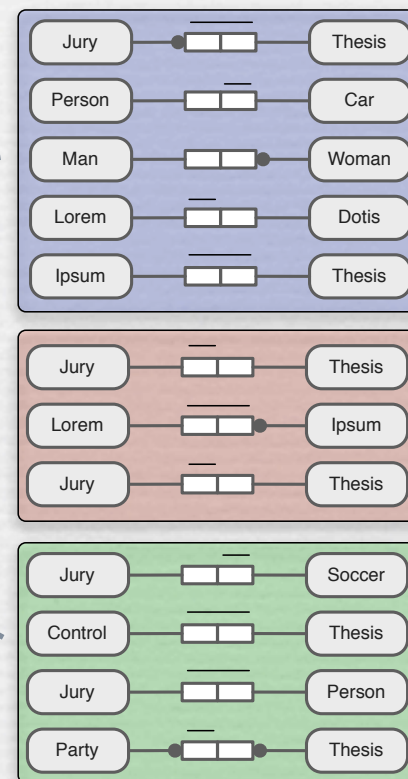 Jury Thesis
Person Car
Man Woman
Lorem Dotis
Ipsum Thesis
Jury Thesis
Lorem Ipsum
Jury Thesis
Jury Soccer
Control Thesis
Jury Person
Party Thesis